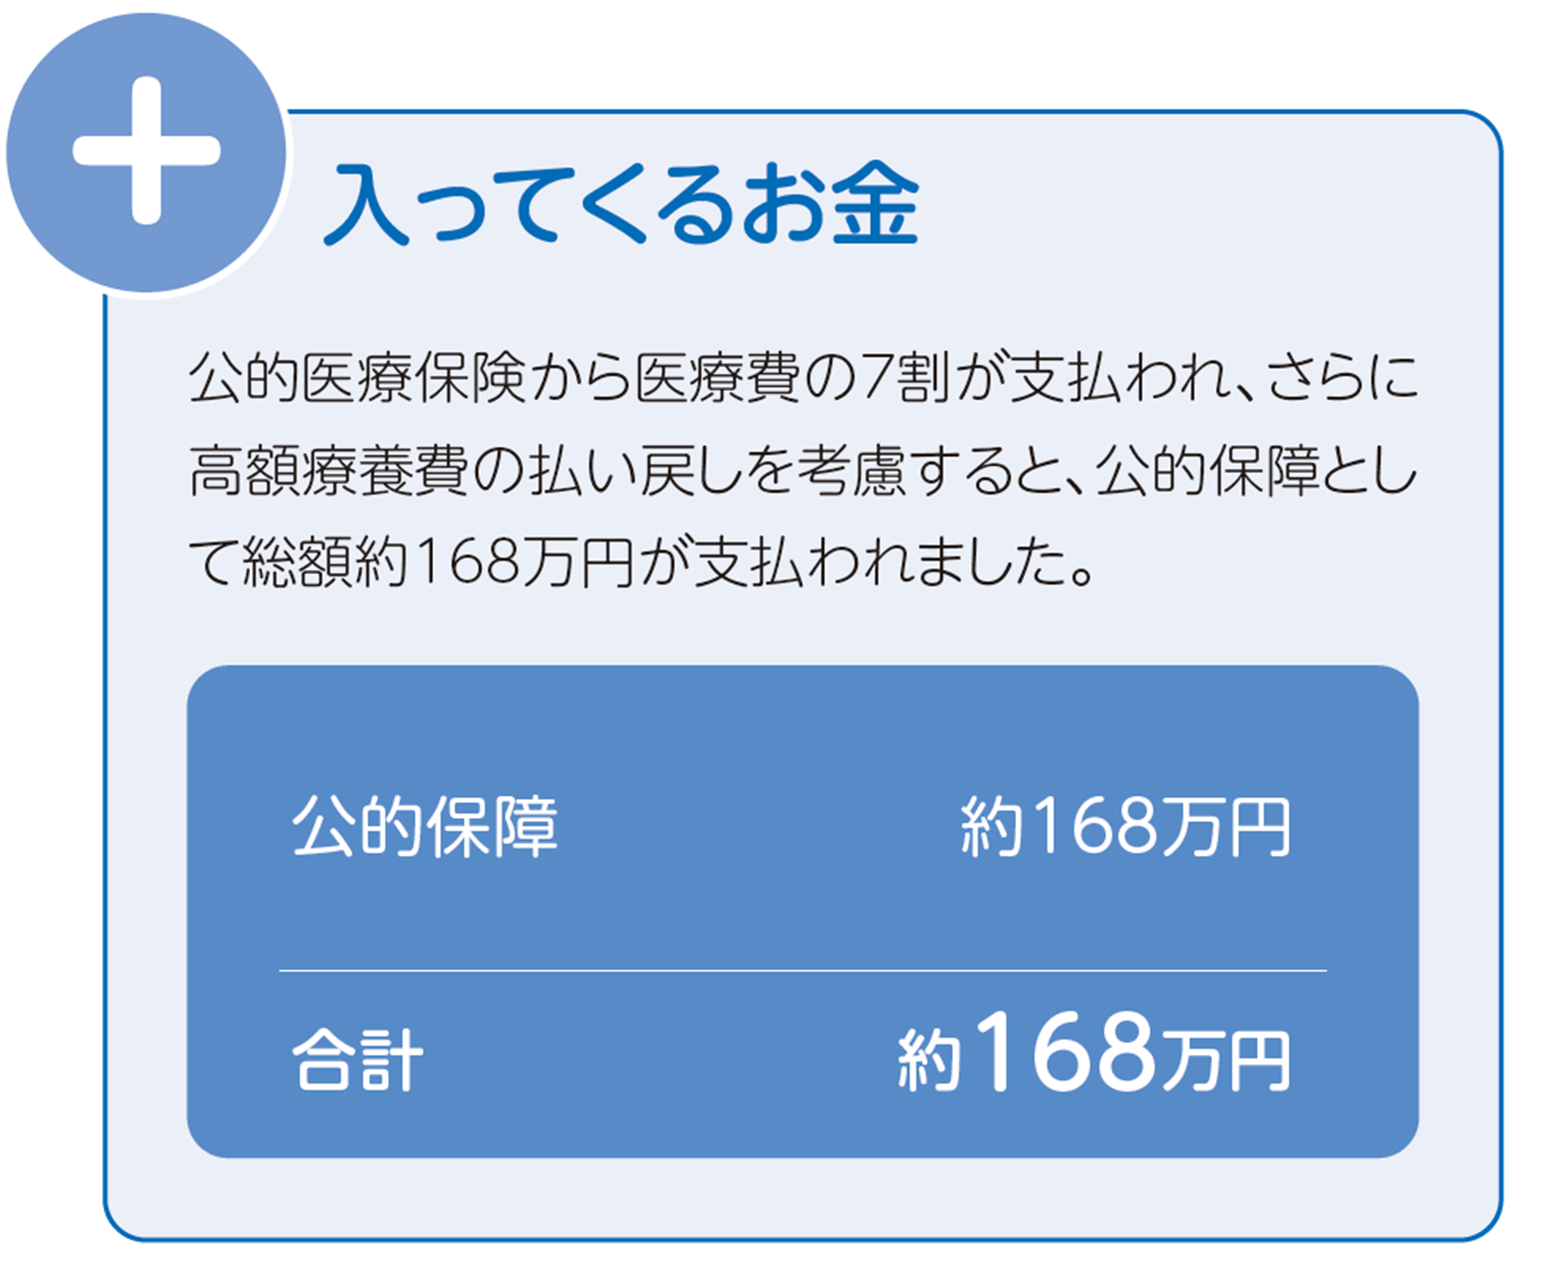 入ってくるお金
公的医療保険から医療費の7割が支払われ、さらに
高額療養費の払い戻しを考慮すると、公的保障とし
て総額約168万円が支払われました。
公的保障 約168万円
合計 約168万円